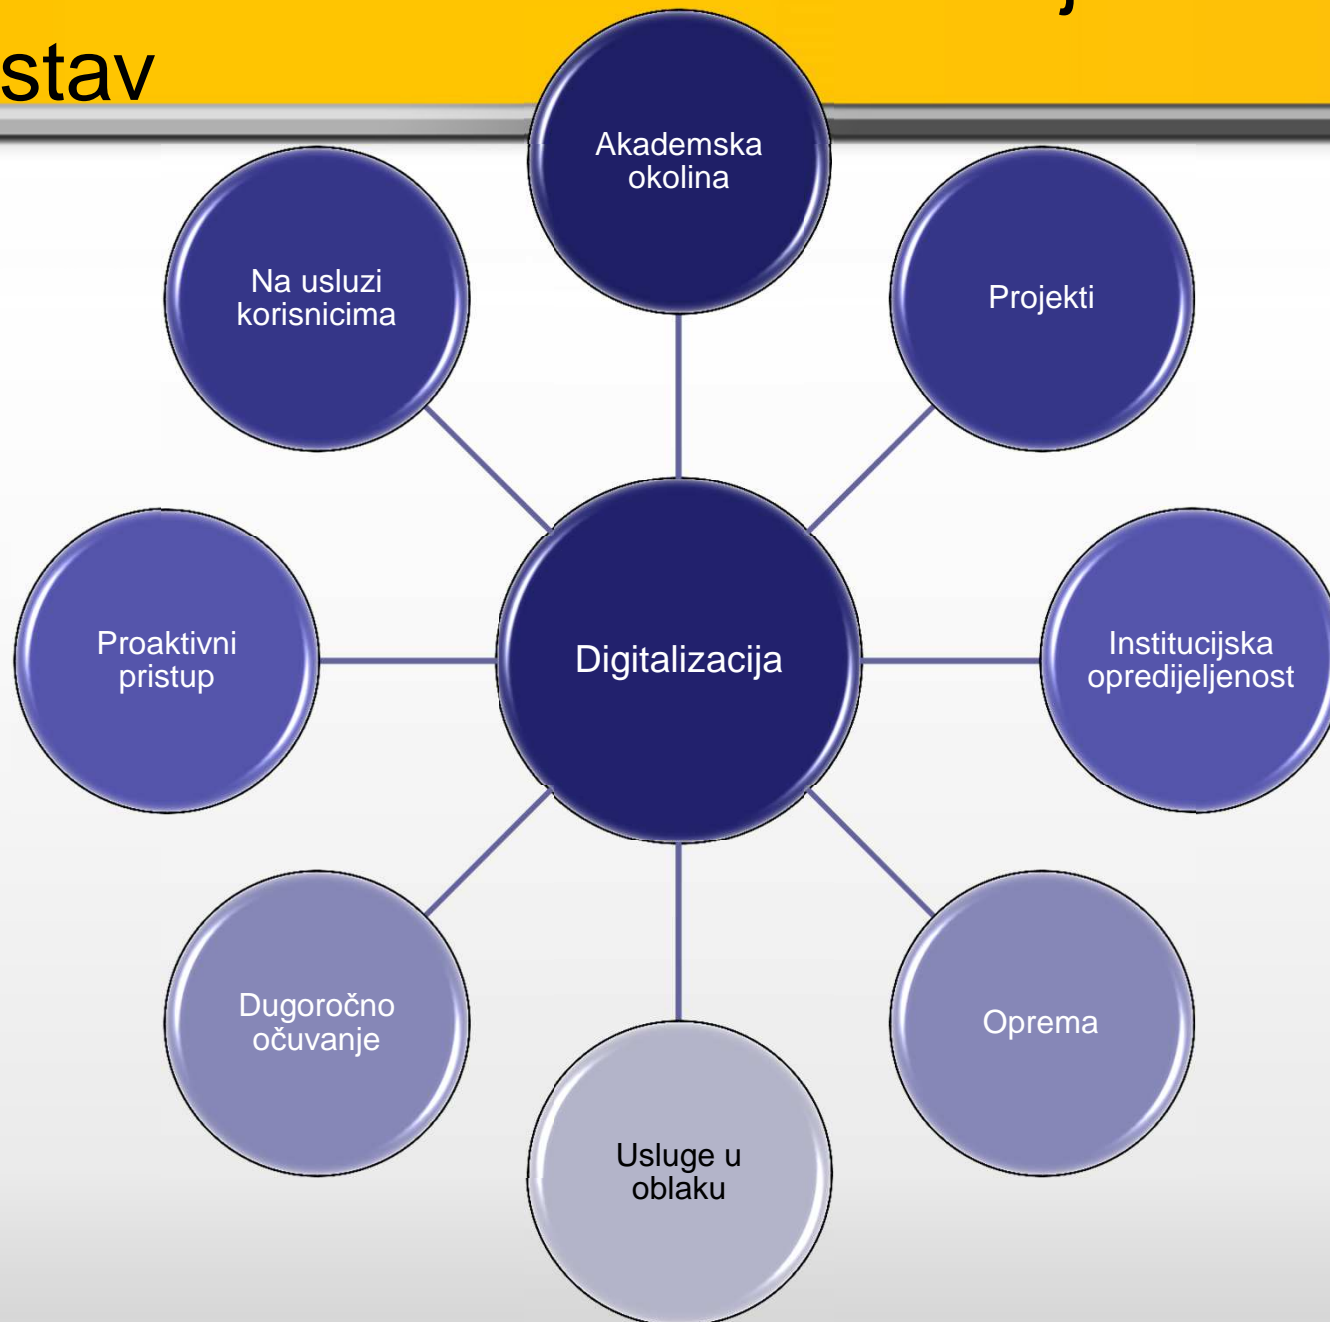 stav
Akademska
okolina
Na usluzi
korisnicima
Projekti
Proaktivni
pristup
Digitalizacija
Institucijska
opredijeljenost
Dugoročno
očuvanje
Oprema
Usluge u
oblaku